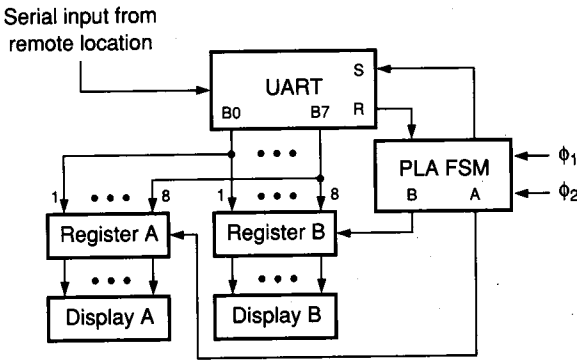 Serial input from
remote location
S
UART
B0 B7 R
PLA FSM
B A
ϕ1
ϕ2
1 8 1 8
Register A Register B
Display A Display B